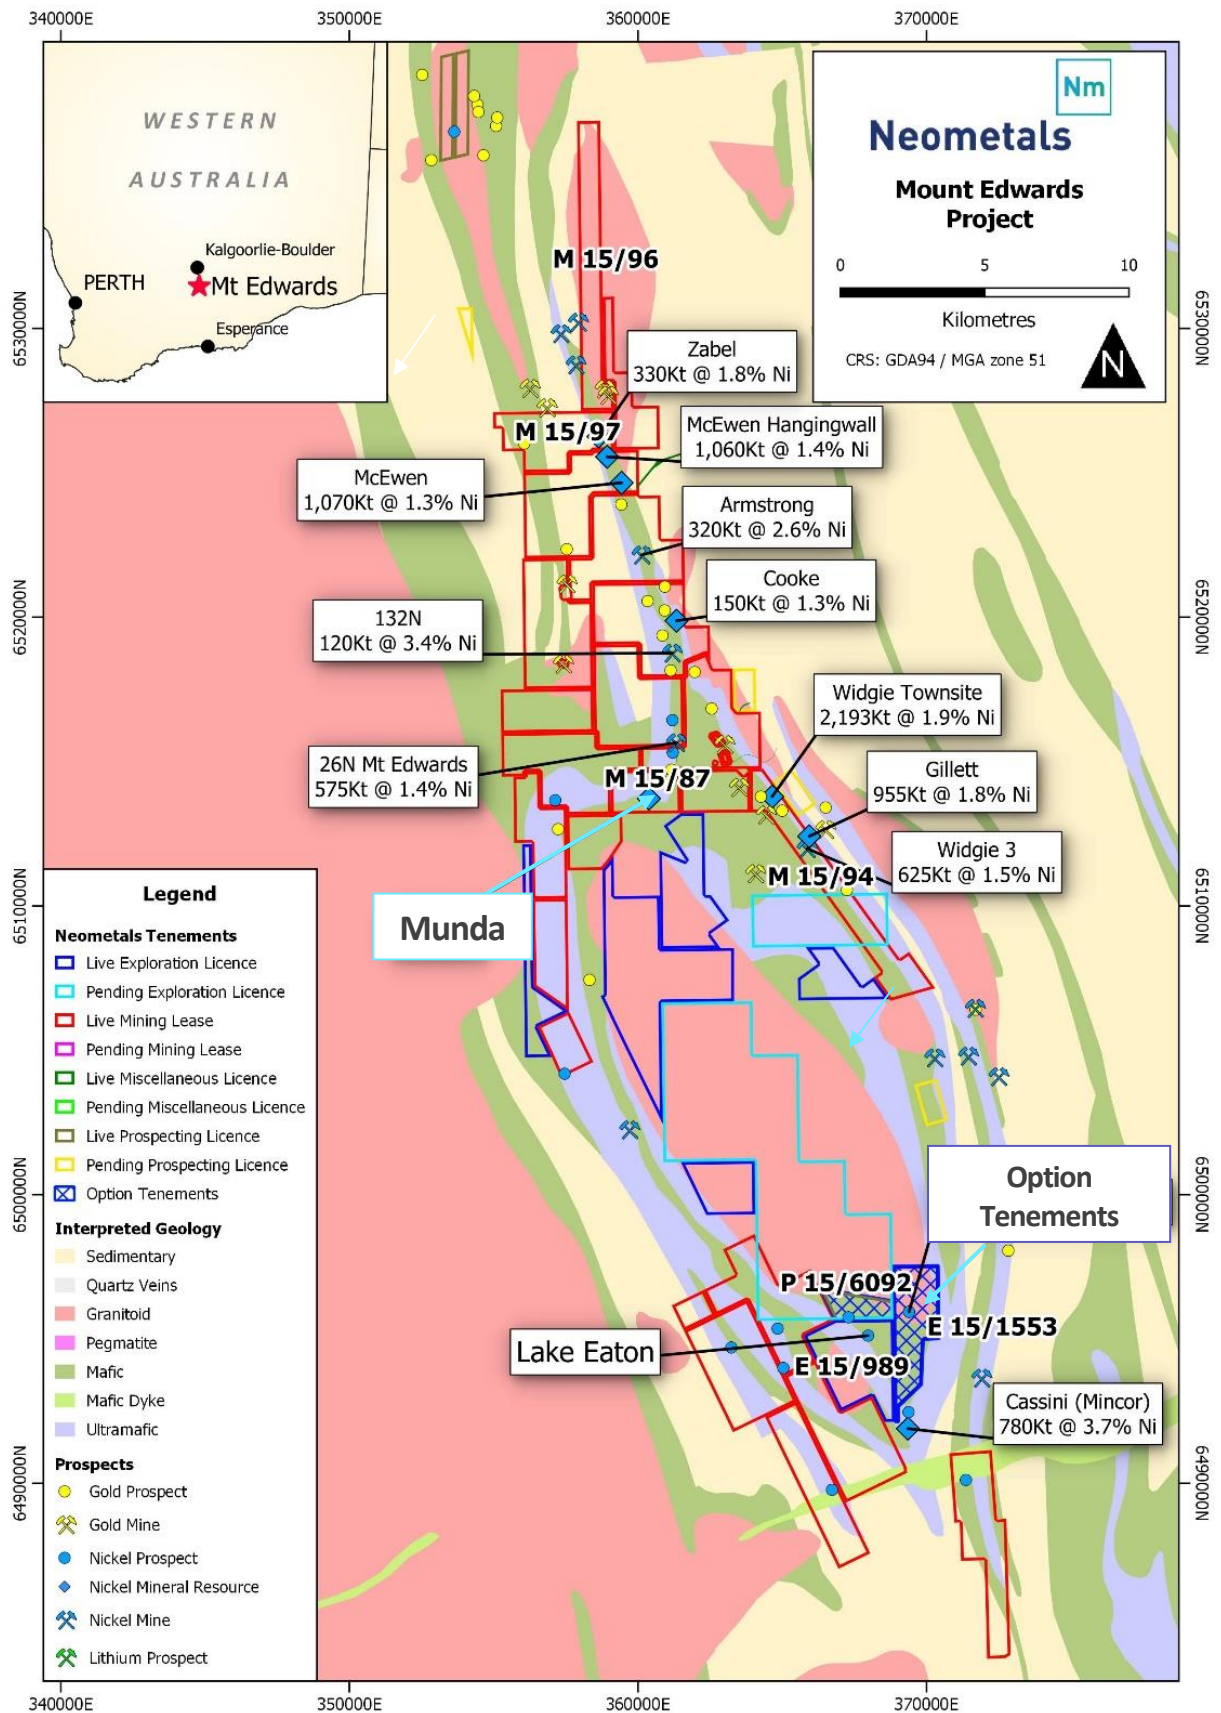 340000E
350000E
360000E
370000E
WESTERN
AUSTRALIA
Kalgoorlie-Boulder
PERTH
Mt Edwards
Esperance
Nm
Neometals
Mount Edwards
Project
0
5
10
Kilometres
CRS: GDA94 / MGA zone 51
N
6530000N
6530000N
M 15/96
Zabel
330Kt @ 1.8% Ni
M 15/97
McEwen Hangingwall
1,060Kt @ 1.4% Ni
McEwen
1,070Kt @ 1.3% Ni
Armstrong
320Kt @ 2.6% Ni
Cooke
150Kt @ 1.3% Ni
6520000N
6520000N
132N
120Kt @ 3.4% Ni
Widgie Townsite
2,193Kt @ 1.9% Ni
26N Mt Edwards
575Kt @ 1.4% Ni
M 15/87
Gillett
955Kt @ 1.8% Ni
Widgie 3
625Kt @ 1.5% Ni
M 15/94
Munda
6510000N
6510000N
Legend
Neometals Tenements
Live Exploration Licence
Pending Exploration Licence
Live Mining Lease
Pending Mining Lease
Live Miscellaneous Licence
Pending Miscellaneous Licence
Live Prospecting Licence
Pending Prospecting Licence
Option Tenements
Interpreted Geology
Sedimentary
Quartz Veins
Granitoid
Pegmatite
Mafic
Mafic Dyke
Ultramafic
Prospects
Gold Prospect
Gold Mine
Nickel Prospect
Nickel Mineral Resource
Nickel Mine
Lithium Prospect
6500000N
6500000N
Option
Tenements
P 15/6092
E 15/1553
Lake Eaton
E 15/989
Cassini (Mincor)
780Kt @ 3.7% Ni
6490000N
6490000N
340000E
350000E
360000E
370000E